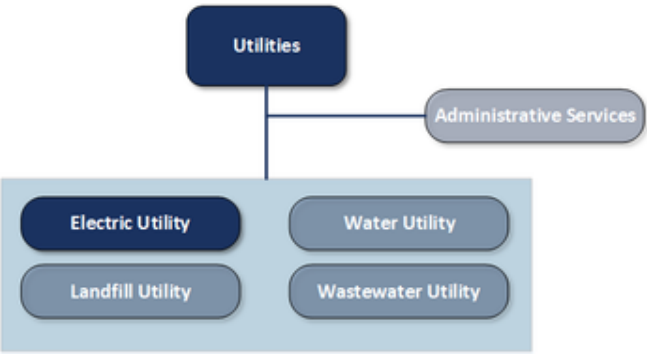 Utilities
Administrative Services
Electric Utility
Water Utility
Landfill Utility
Wastewater Utility